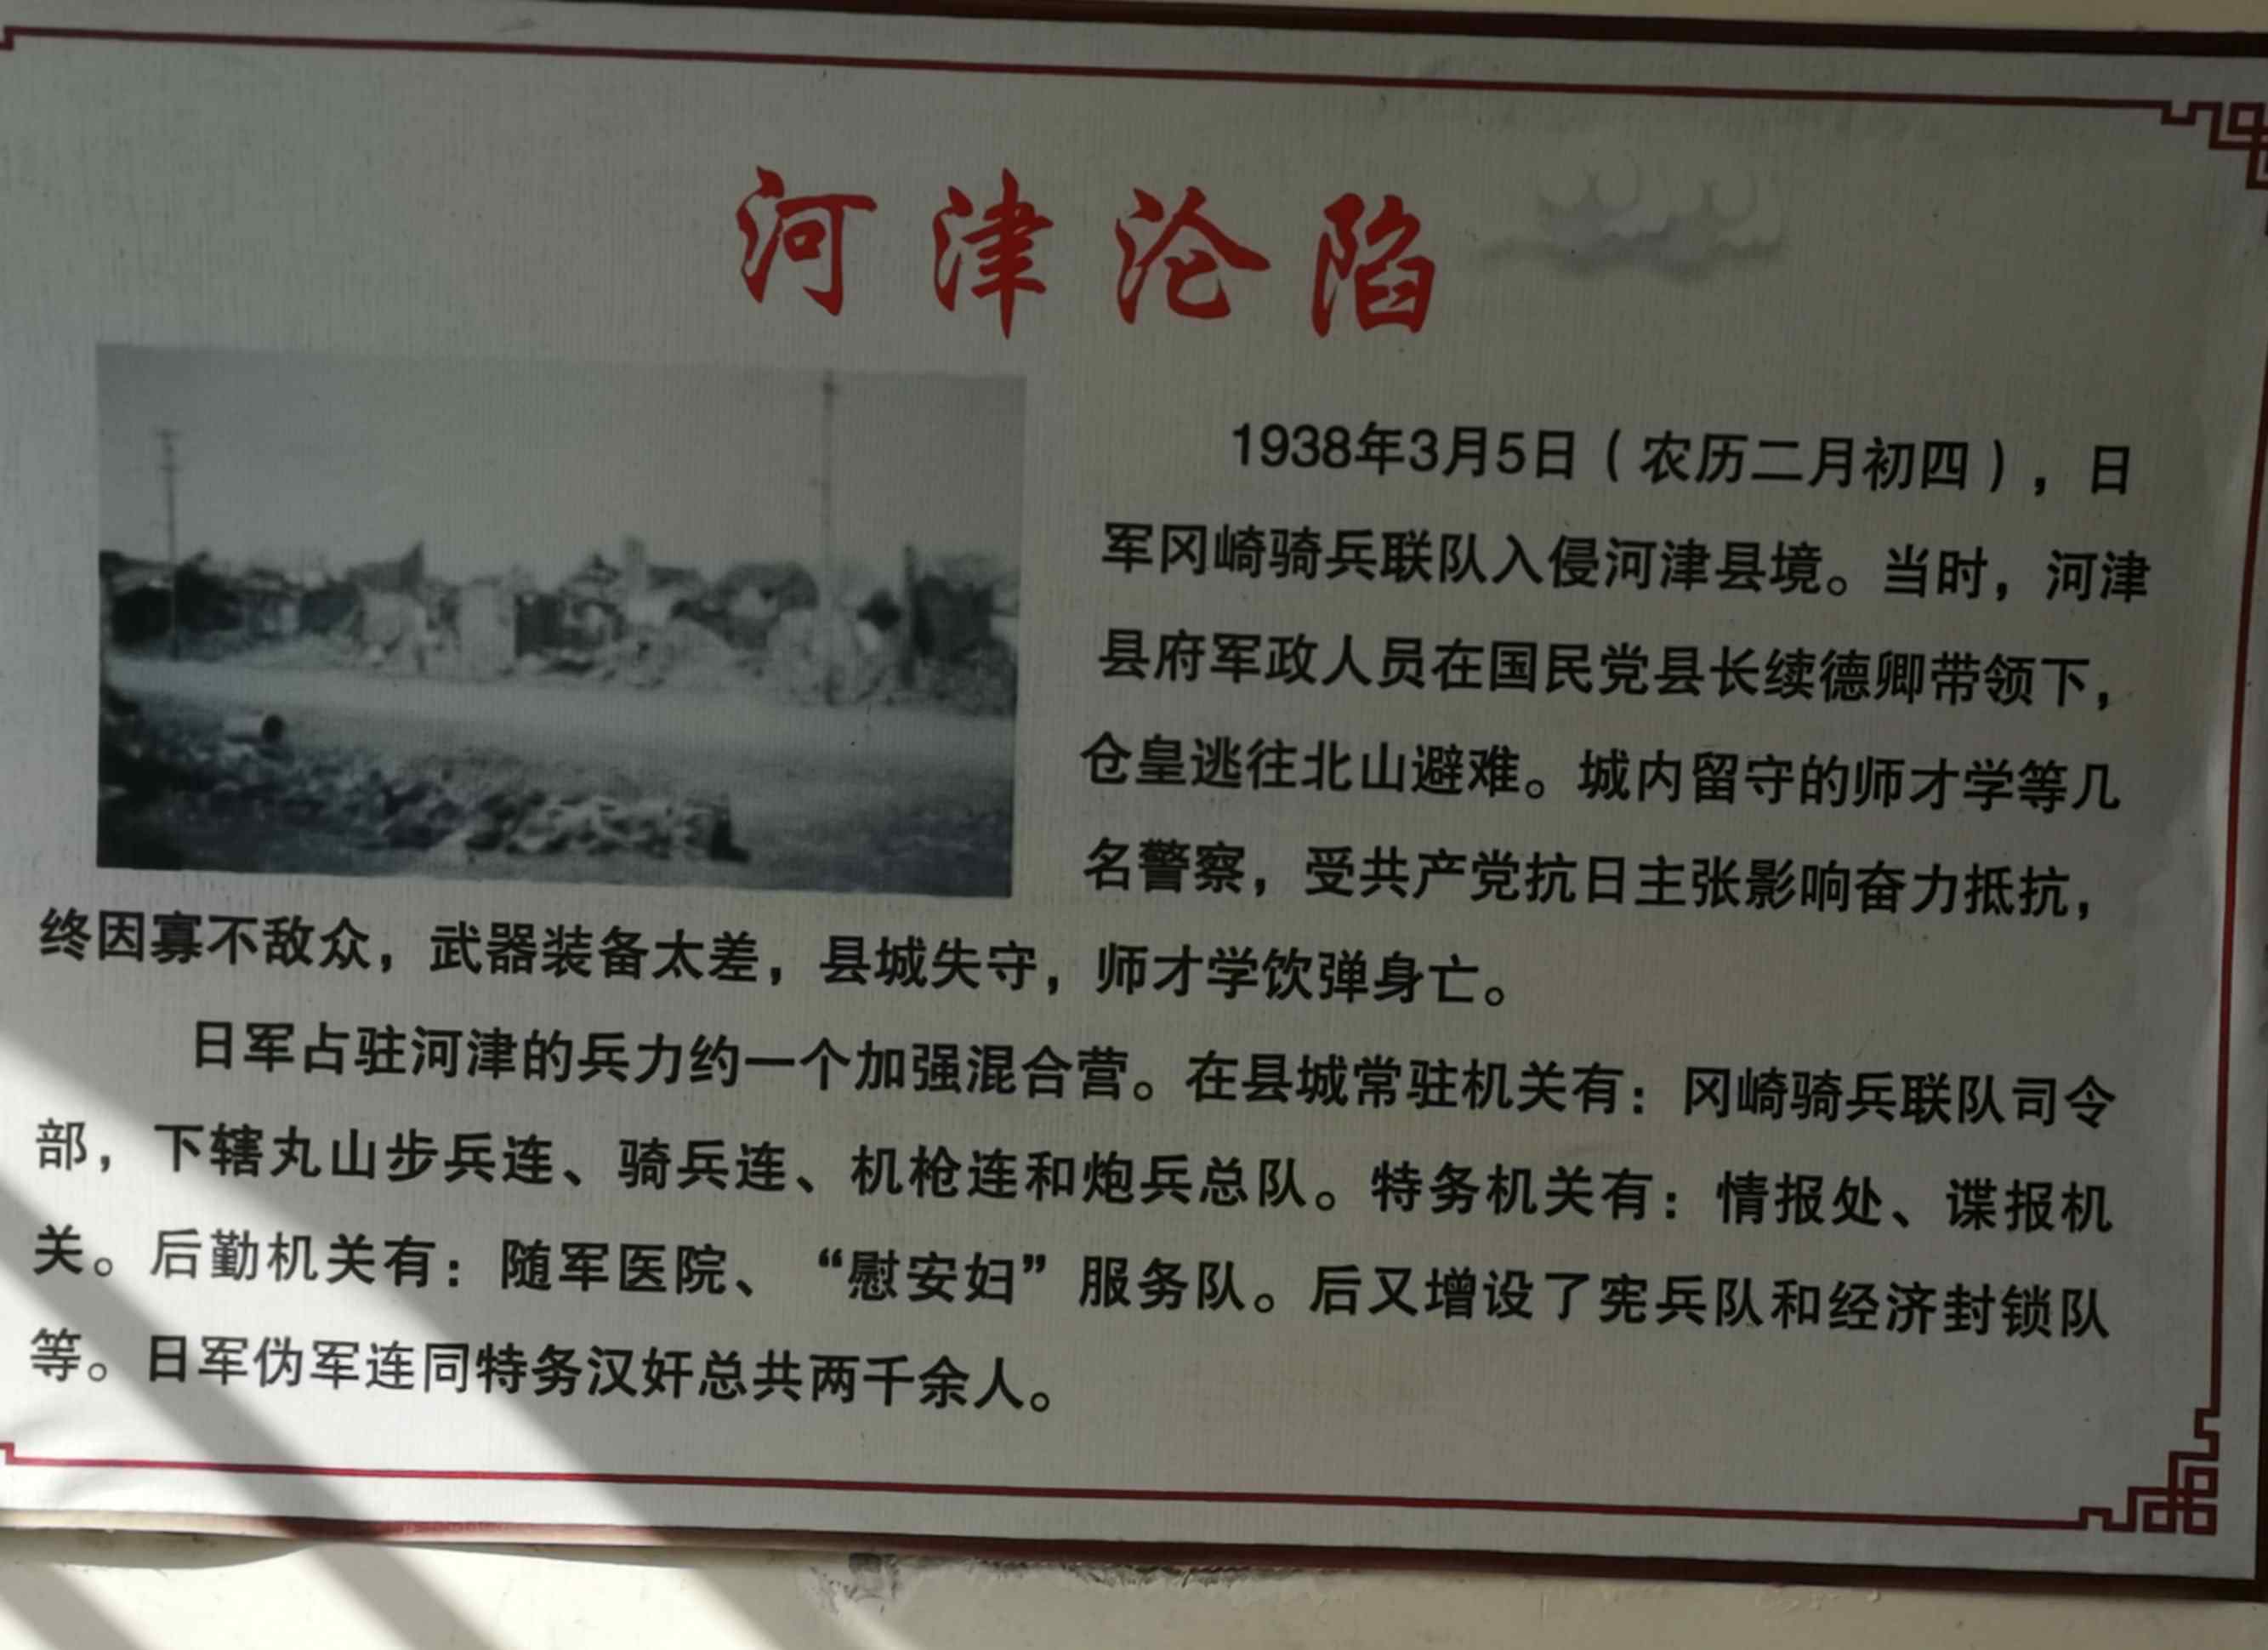 河津沦陷
1938年3月5日（农历二月初四），日
军冈崎骑兵联队入侵河津县境。当时，河津
县府军政人员在国民党县长续德卿带领下，
仓皇逃往北山避难。城内留守的师才学等几
名警察，受共产党抗日主张影响奋力抵抗，
终因寡不敌众，武器装备太差，县城失守，师才学饮弹身亡。
日军占驻河津的兵力约一个加强混合营。在县城常驻机关有：冈崎骑兵联队司令
部，下辖丸山步兵连、骑兵连、机枪连和炮兵总队。特务机关有：情报处、谍报机
关。后勤机关有：随军医院、“慰安妇”服务队。后又增设了宪兵队和经济封锁队
等。日军伪军连同特务汉奸总共两千余人。